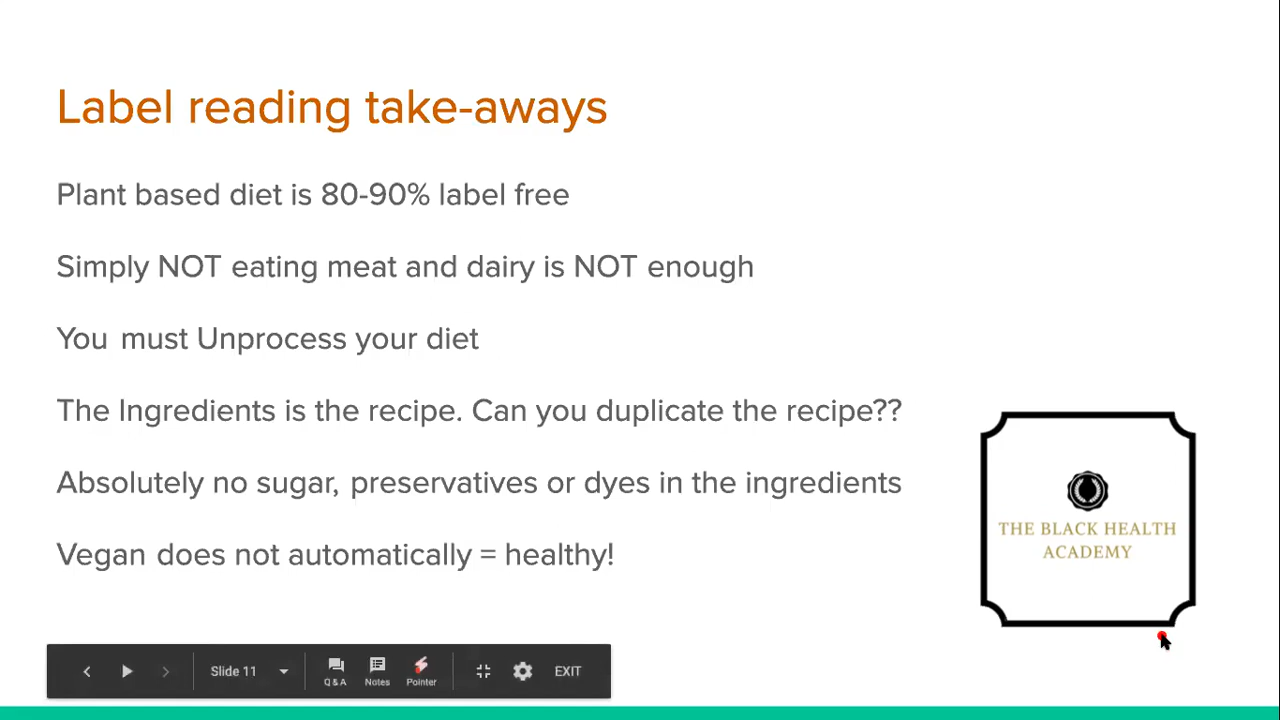 Label reading take-aways
Plant based diet is 80-90% label free
Simply NOT eating meat and dairy is NOT enough
You must Unprocess your diet
The Ingredients is the recipe. Can you duplicate the recipe??
Absolutely no sugar, preservatives or dyes in the ingredients
Vegan does not automatically = healthy!
THE BLACK HEALTH
ACADEMY
Slide 11
Q & A
Notes
Pointer
EXIT